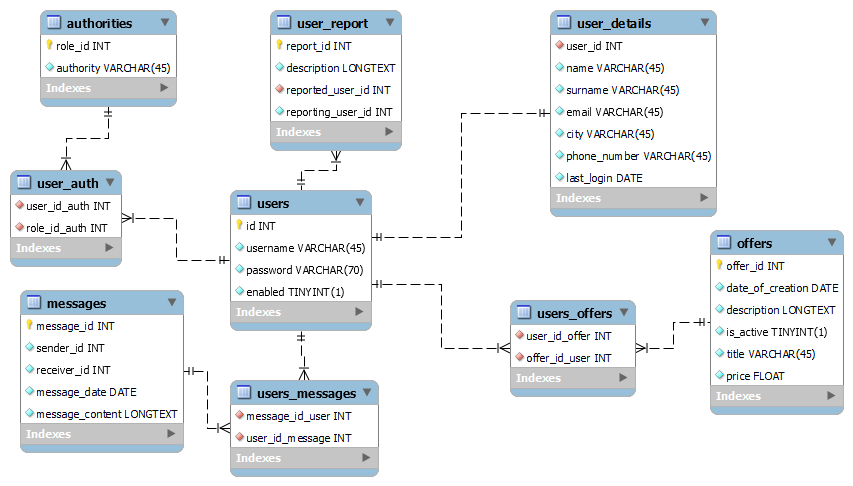 authorities
role_id INT
authority VARCHAR(45)
Indexes
user_report
report_id INT
description LONGTEXT
reported_user_id INT
reporting_user_id INT
Indexes
user_details
user_id INT
name VARCHAR(45)
surname VARCHAR(45)
email VARCHAR(45)
city VARCHAR(45)
phone_number VARCHAR(45)
last_login DATE
Indexes
user_auth
user_id_auth INT
role_id_auth INT
Indexes
users
id INT
username VARCHAR(45)
password VARCHAR(70)
enabled TINYINT(1)
Indexes
offers
offer_id INT
date_of_creation DATE
description LONGTEXT
is_active TINYINT(1)
title VARCHAR(45)
price FLOAT
Indexes
messages
message_id INT
sender_id INT
receiver_id INT
message_date DATE
message_content LONGTEXT
Indexes
users_offers
user_id_offer INT
offer_id_user INT
Indexes
users_messages
message_id_user INT
user_id_message INT
Indexes